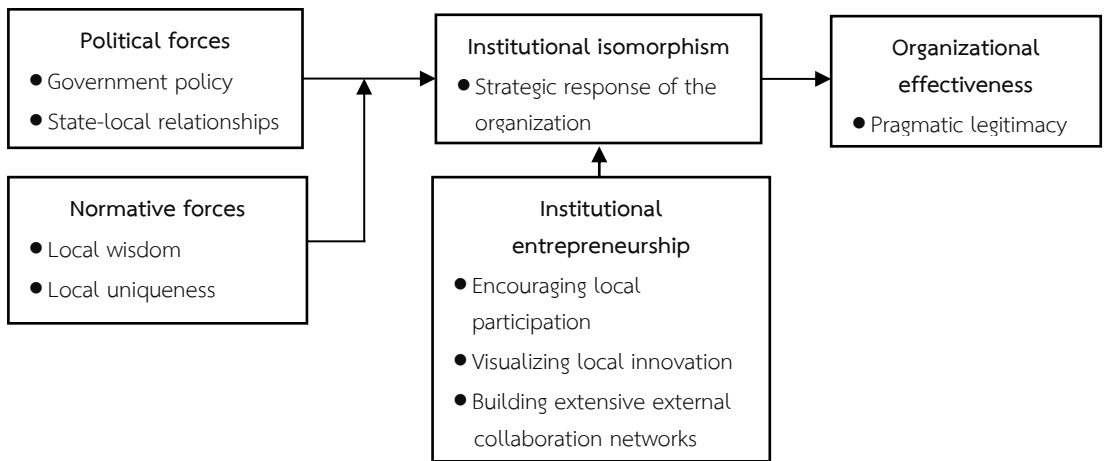 Political forces
● Government policy
● State-local relationships
Normative forces
● Local wisdom
● Local uniqueness
Institutional isomorphism
● Strategic response of the
organization
Institutional
entrepreneurship
● Encouraging local
participation
● Visualizing local innovation
● Building extensive external
collaboration networks
Organizational
effectiveness
● Pragmatic legitimacy